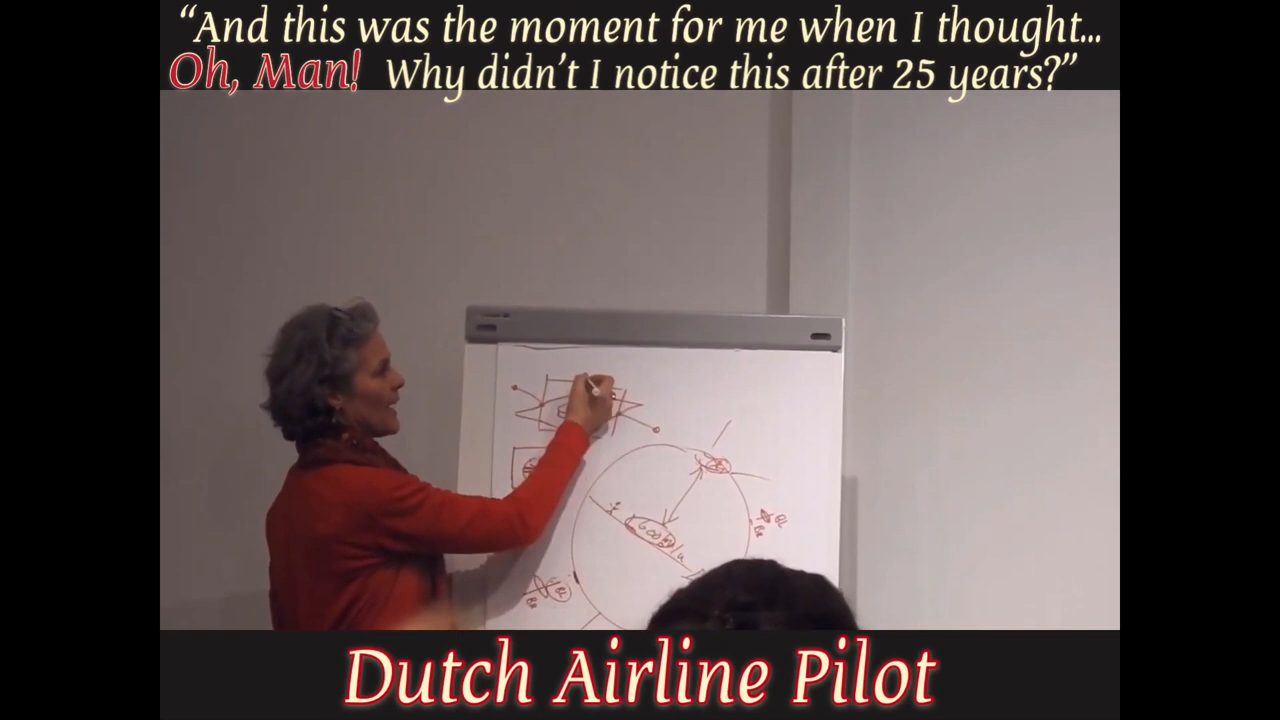 “And this was the moment for me when I thought...
Oh, Man! Why didn’t I notice this after 25 years?”
Dutch Airline Pilot